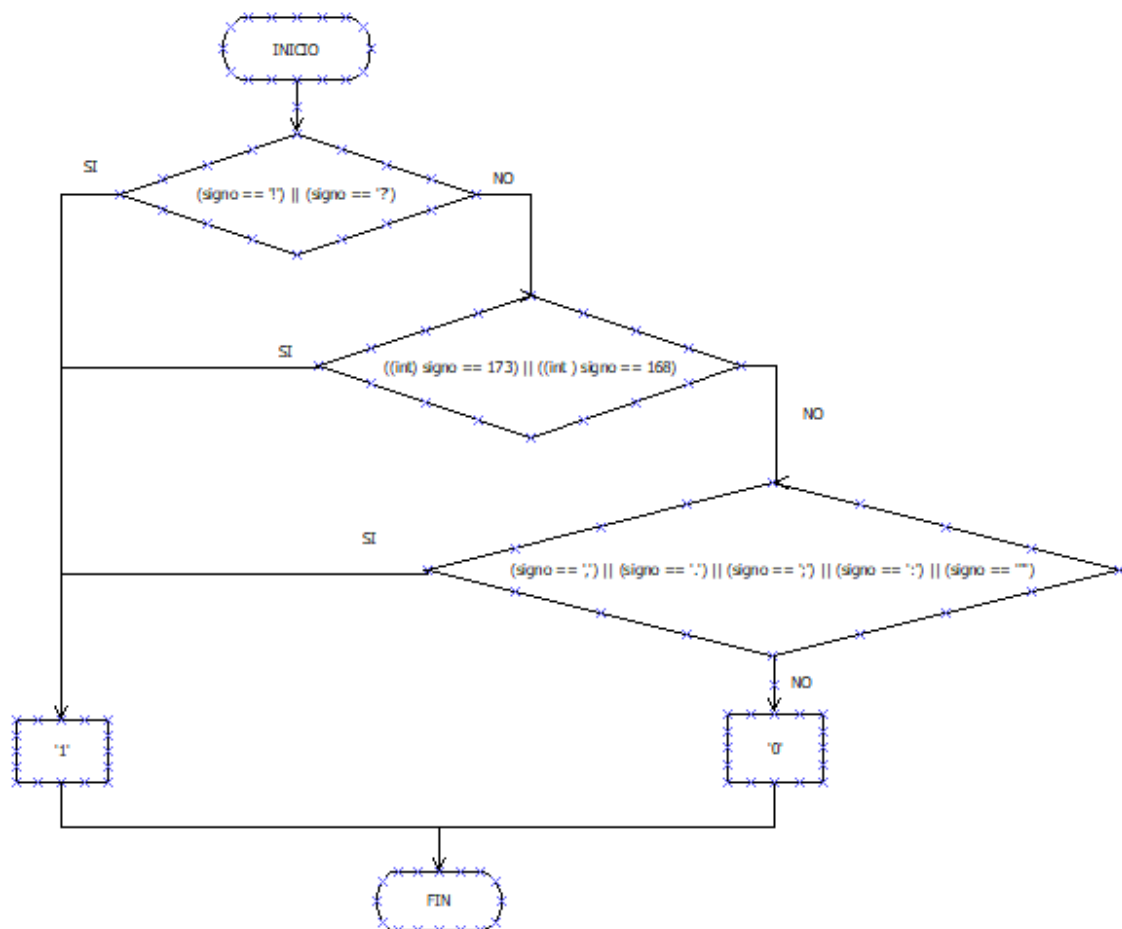 INICIO
SI
NO
(signo == '!') || (signo == '?')
SI
((int) signo == 173) || ((int ) signo == 168)
NO
SI
(signo == ',') || (signo == '.') || (signo == ';') || (signo == ':') || (signo == '"')
NO
'1'
'0'
FIN